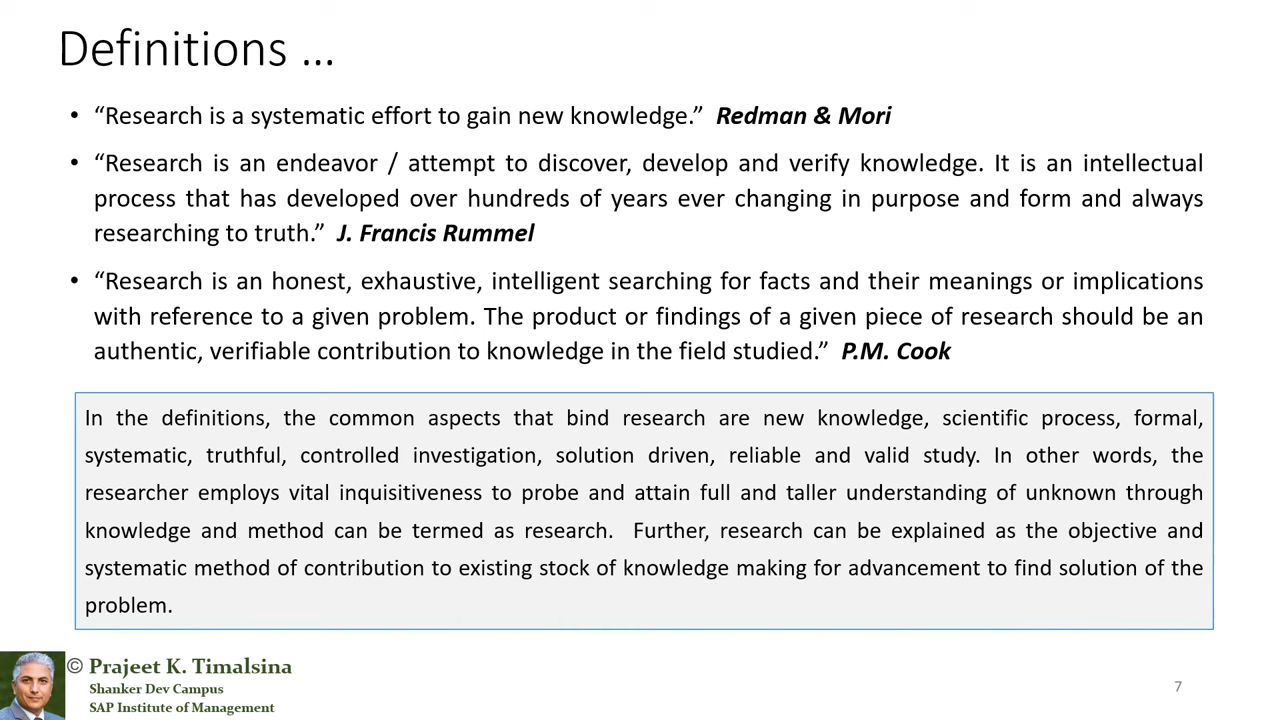 Definitions ...
• “Research is a systematic effort to gain new knowledge.” Redman & Mori
• “Research is an endeavor / attempt to discover, develop and verify knowledge. It is an intellectual
process that has developed over hundreds of years ever changing in purpose and form and always
researching to truth.” J. Francis Rummel
• “Research is an honest, exhaustive, intelligent searching for facts and their meanings or implications
with reference to a given problem. The product or findings of a given piece of research should be an
authentic, verifiable contribution to knowledge in the field studied.” P.M. Cook
In the definitions, the common aspects that bind research are new knowledge, scientific process, formal,
systematic, truthful, controlled investigation, solution driven, reliable and valid study. In other words, the
researcher employs vital inquisitiveness to probe and attain full and taller understanding of unknown through
knowledge and method can be termed as research. Further, research can be explained as the objective and
systematic method of contribution to existing stock of knowledge making for advancement to find solution of the
problem.
© Prajeet K. Timalsina
Shanker Dev Campus
SAP Institute of Management
7